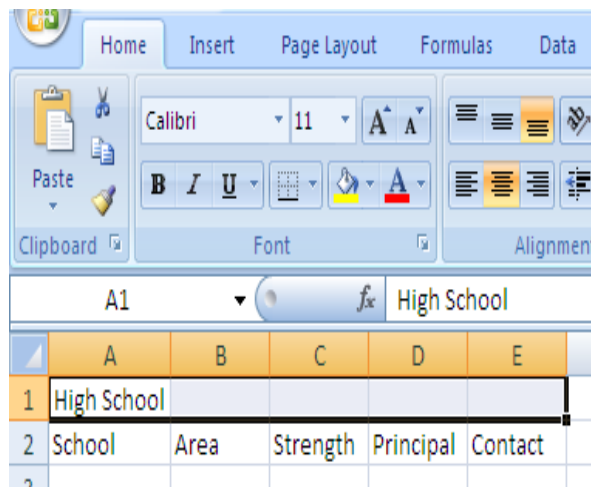 Home Insert Page Layout Formulas Data
Calibri 11 A A
Paste B I U A
Clipboard Font Alignmen
A1 fx High School
A B C D E
1 High School
2 School Area Strength Principal Contact